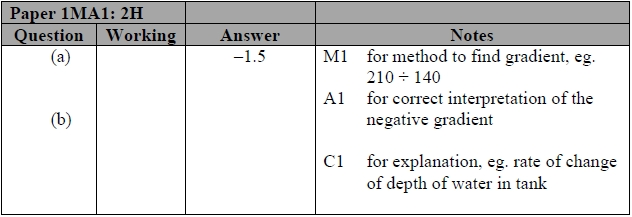 Paper 1MA1: 2H
Question Working Answer Notes
(a) –1.5 M1 for method to find gradient, eg.
210 ÷ 140
A1 for correct interpretation of the
(b) negative gradient
C1 for explanation, eg. rate of change
of depth of water in tank